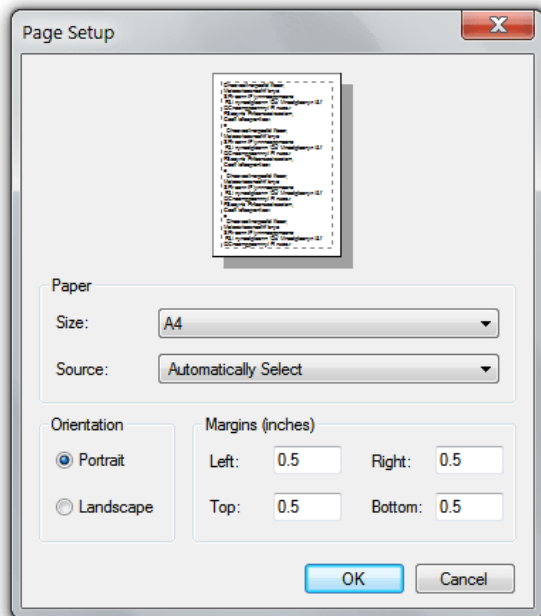 Page Setup
Paper
Size: A4
Source: Automatically Select
Orientation Margins (inches)
Portrait Left: 0.5 Right: 0.5
Landscape Top: 0.5 Bottom: 0.5
OK Cancel